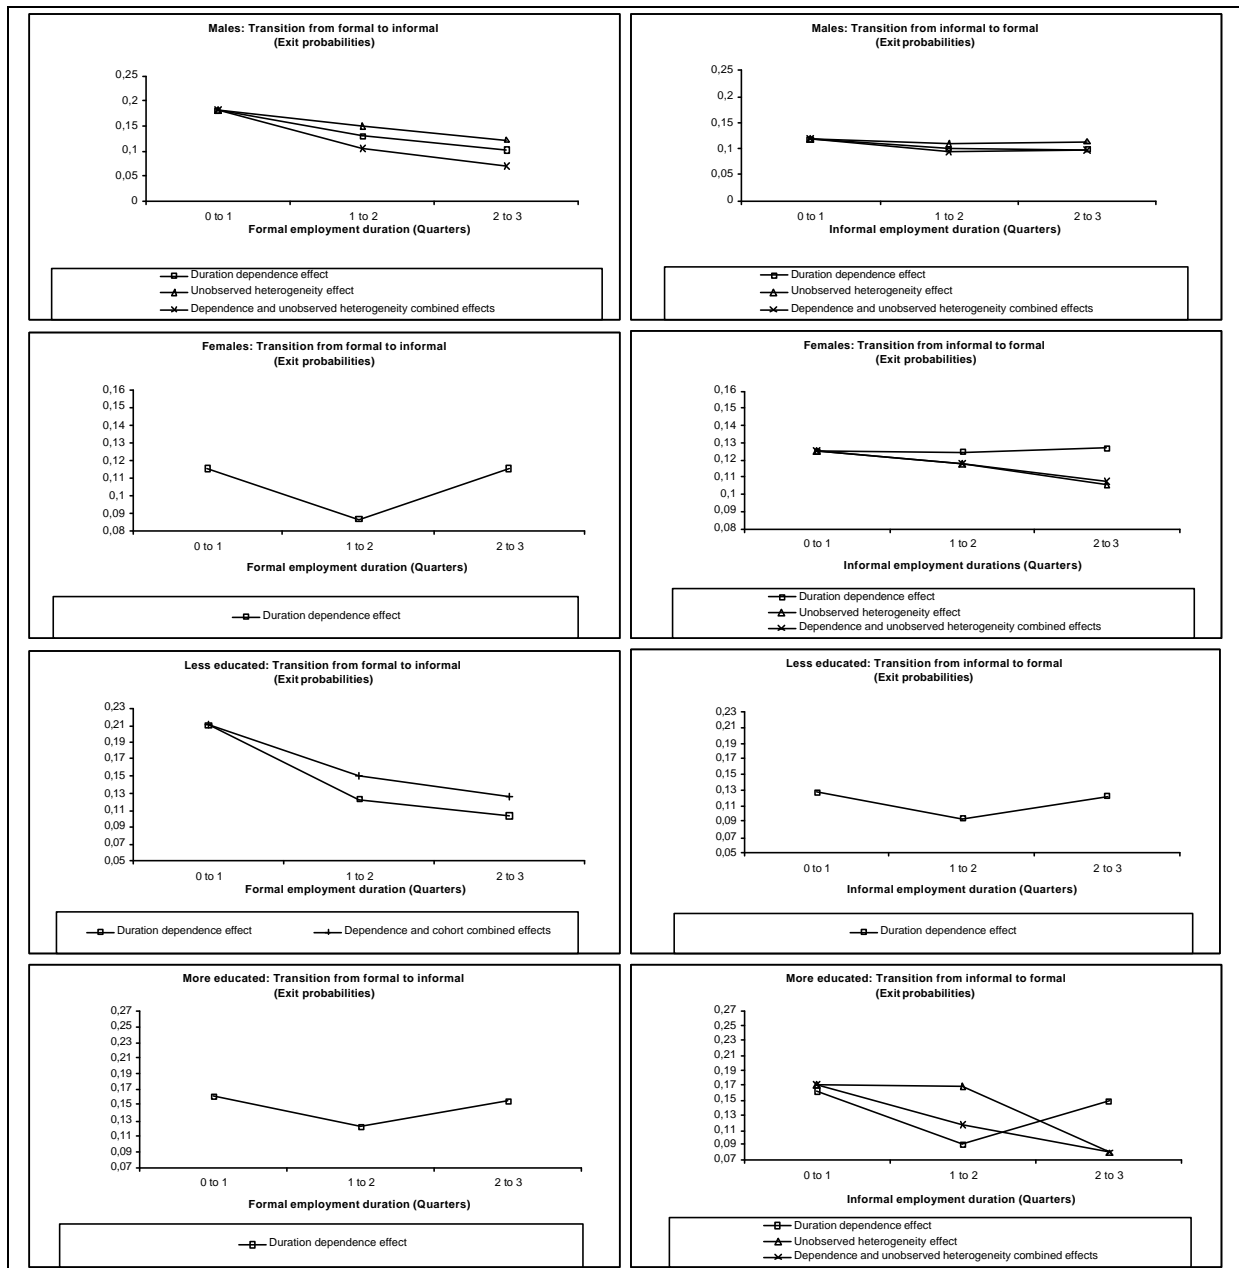 Males: Transition from formal to informal
(Exit probabilities)
0,25
0,2
0,15
0,1
0,05
0
0 to 1
1 to 2
2 to 3
Formal employment duration (Quarters)
Duration dependence effect
Unobserved heterogeneity effect
Dependence and unobserved heterogeneity combined effects
Males: Transition from informal to formal
(Exit probabilities)
0,25
0,2
0,15
0,1
0,05
0
0 to 1
1 to 2
2 to 3
Informal employment duration (Quarters)
Duration dependence effect
Unobserved heterogeneity effect
Dependence and unobserved heterogeneity combined effects
Females: Transition from formal to informal
(Exit probabilities)
0,16
0,15
0,14
0,13
0,12
0,11
0,1
0,09
0,08
0 to 1
1 to 2
2 to 3
Formal employment duration (Quarters)
Duration dependence effect
Females: Transition from informal to formal
(Exit probabilities)
0,16
0,15
0,14
0,13
0,12
0,11
0,1
0,09
0,08
0 to 1
1 to 2
2 to 3
Informal employment durations (Quarters)
Duration dependence effect
Unobserved heterogeneity effect
Dependence and unobserved heterogeneity combined effects
Less educated: Transition from formal to informal
(Exit probabilities)
0,23
0,21
0,19
0,17
0,15
0,13
0,11
0,09
0,07
0,05
0 to 1
1 to 2
2 to 3
Formal employment duration (Quarters)
Duration dependence effect
Dependence and cohort combined effects
Less educated: Transition from informal to formal
(Exit probabilities)
0,23
0,21
0,19
0,17
0,15
0,13
0,11
0,09
0,07
0,05
0 to 1
1 to 2
2 to 3
Informal employment duration (Quarters)
Duration dependence effect
More educated: Transition from formal to informal
(Exit probabilities)
0,27
0,25
0,23
0,21
0,19
0,17
0,15
0,13
0,11
0,09
0,07
0 to 1
1 to 2
2 to 3
Formal employment duration (Quarters)
Duration dependence effect
More educated: Transition from informal to formal
(Exit probabilities)
0,27
0,25
0,23
0,21
0,19
0,17
0,15
0,13
0,11
0,09
0,07
0 to 1
1 to 2
2 to 3
Informal employment duration (Quarters)
Duration dependence effect
Unobserved heterogeneity effect
Dependence and unobserved heterogeneity combined effects